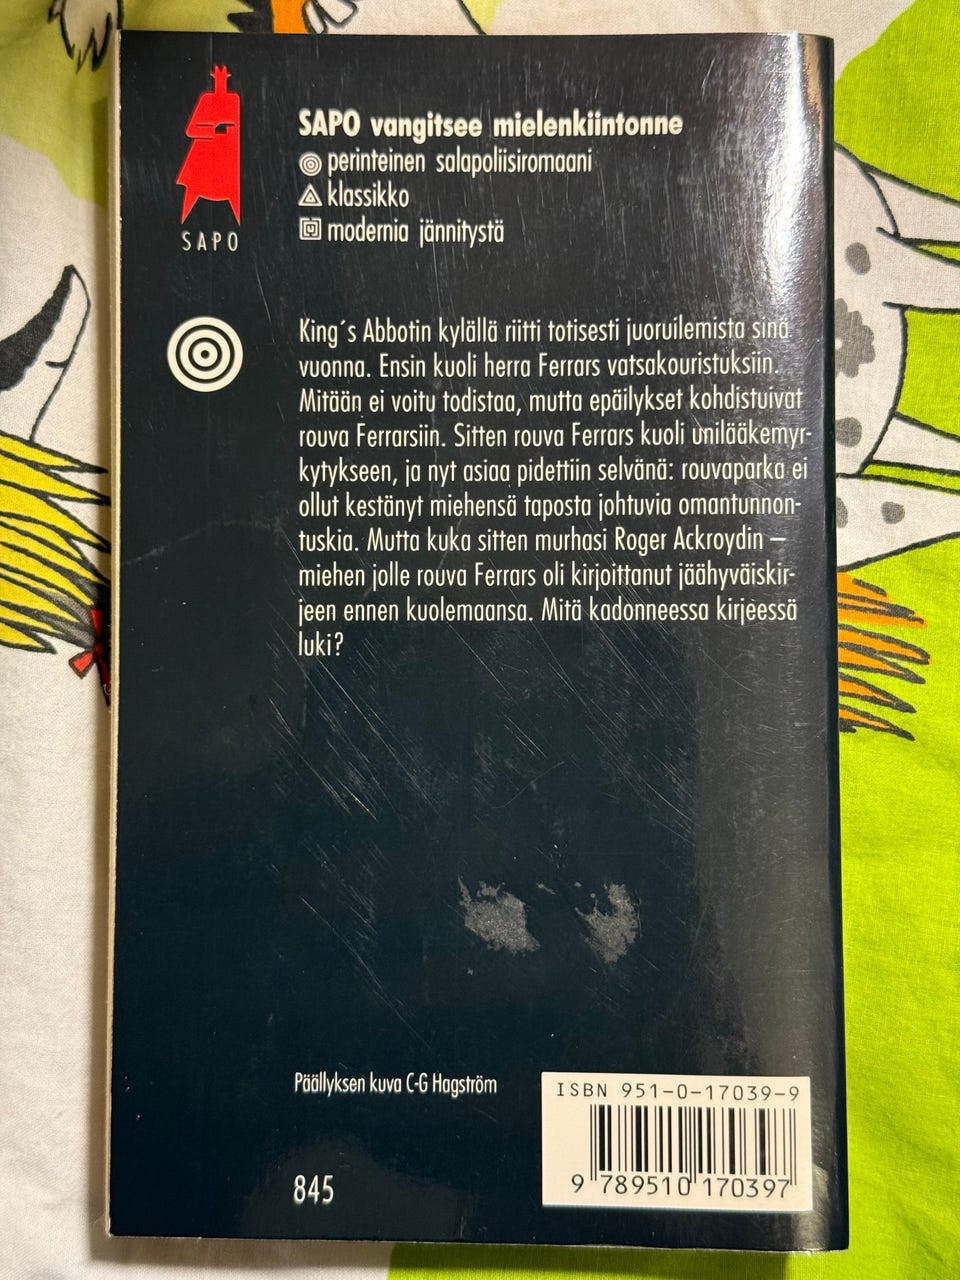 SAPO vangitsee mielenkiintonne
perinteinen salapoliisiromaani
klassikko
modernia jännitystä
SAPO
King´s Abbotin kylällä riitti totisesti juoruilemista sinä
vuonna. Ensin kuoli herra Ferrars vatsakouristuksiin.
Mitään ei voitu todistaa, mutta epäilykset kohdistuivat
rouva Ferrarsiin. Sitten rouva Ferrars kuoli unilääkemyr-
kytykseen, ja nyt asiaa pidettiin selvänä: rouvaparka ei
ollut kestänyt miehensä taposta johtuvia omantunnon-
tuskia. Mutta kuka sitten murhasi Roger Ackroydin –
miehen jolle rouva Ferrars oli kirjoittanut jäähyväiskir-
jeen ennen kuolemaansa. Mitä kadonneessa kirjeessä
luki?
Päällyksen kuva C-G Hagström
845
ISBN 951-0-17039-9
9 789510 170397